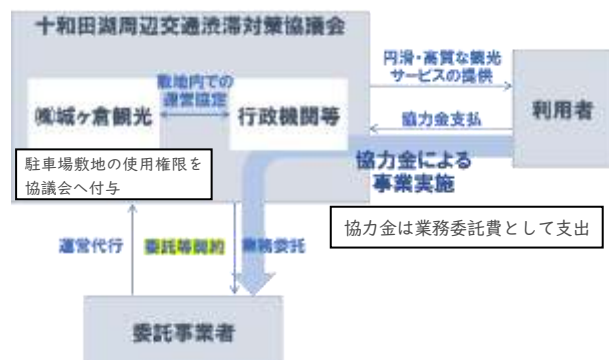 十和田湖周辺交通渋滞対策協議会
敷地内での
運営協定
㈱城ヶ倉観光
行政機関等
駐車場敷地の使用権限を
協議会へ付与
円滑・高質な観光
サービスの提供
協力金支払
利用者
協力金による
事業実施
協力金は業務委託費として支出
運営代行
委託等契約
業務委託
委託事業者